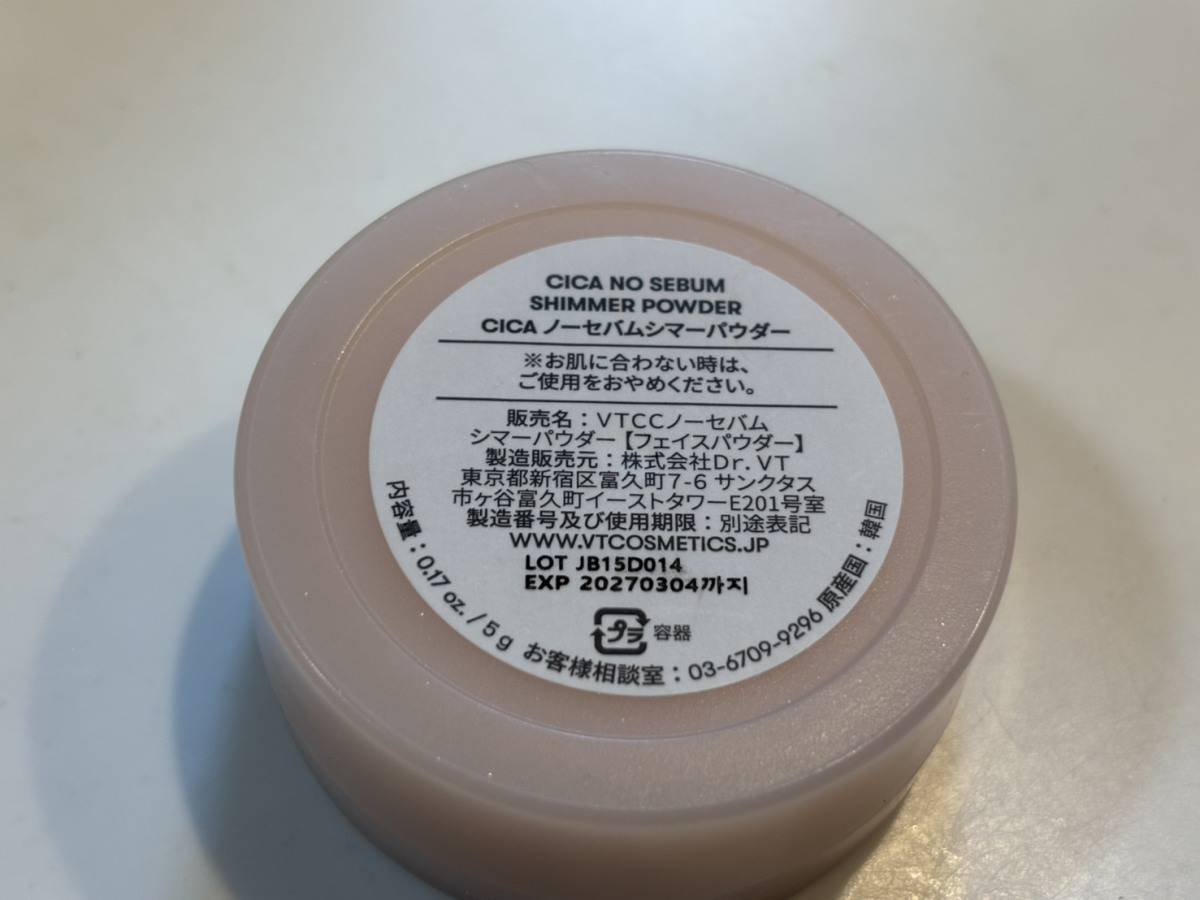 CICA NO SEBUM
SHIMMER POWDER
CICA ノーセバムシマーパウダー
※お肌に合わない時は、
ご使用をおやめください。
販売名：VTCCノーセバム
シマーパウダー【フェイスパウダー】
製造販売元：株式会社Dr.VT
東京都新宿区富久町7-6 サンクタス
市ヶ谷富久町イーストタワーE201号室
製造番号及び使用期限：別途表記
WWW.VTCOSMETICS.JP
LOT JB15D014
EXP 20270304까지
プラ 容器
内容量：0.17 oz. / 5 g お客様相談室：03-6709-9296 原産国：韓国